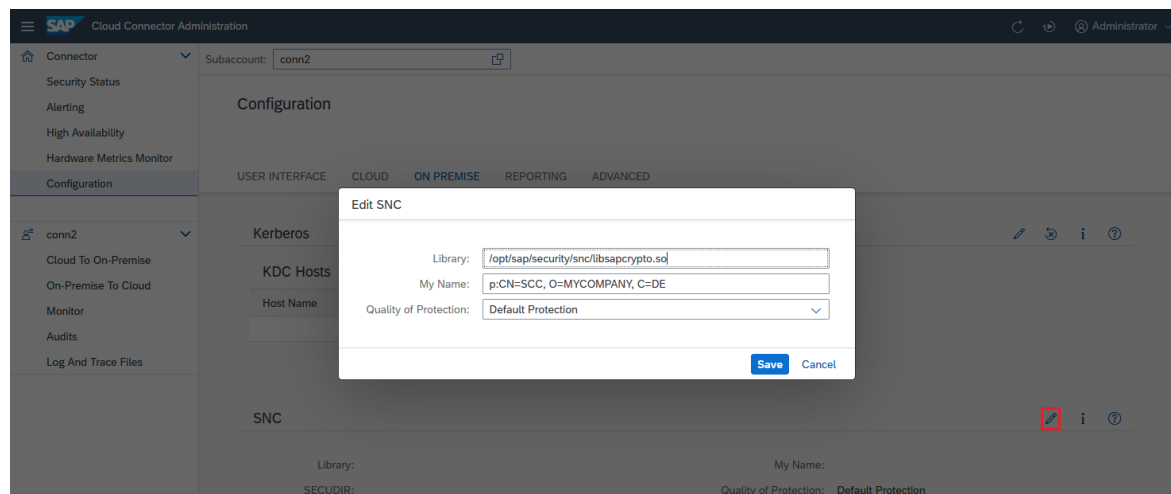 SAP Cloud Connector Administration Administrator
Connector
Security Status
Alerting
High Availability
Hardware Metrics Monitor
Configuration
conn2
Cloud To On-Premise
On-Premise To Cloud
Monitor
Audits
Log And Trace Files
Subaccount: conn2
Configuration
USER INTERFACE CLOUD ON PREMISE REPORTING ADVANCED
Kerberos
KDC Hosts
Host Name
Edit SNC
Library: /opt/sap/security/snc/libsapcrypto.so
My Name: p:CN=SCC, O=MYCOMPANY, C=DE
Quality of Protection: Default Protection
Save Cancel
SNC
Library: My Name:
SECUDIR: Quality of Protection: Default Protection